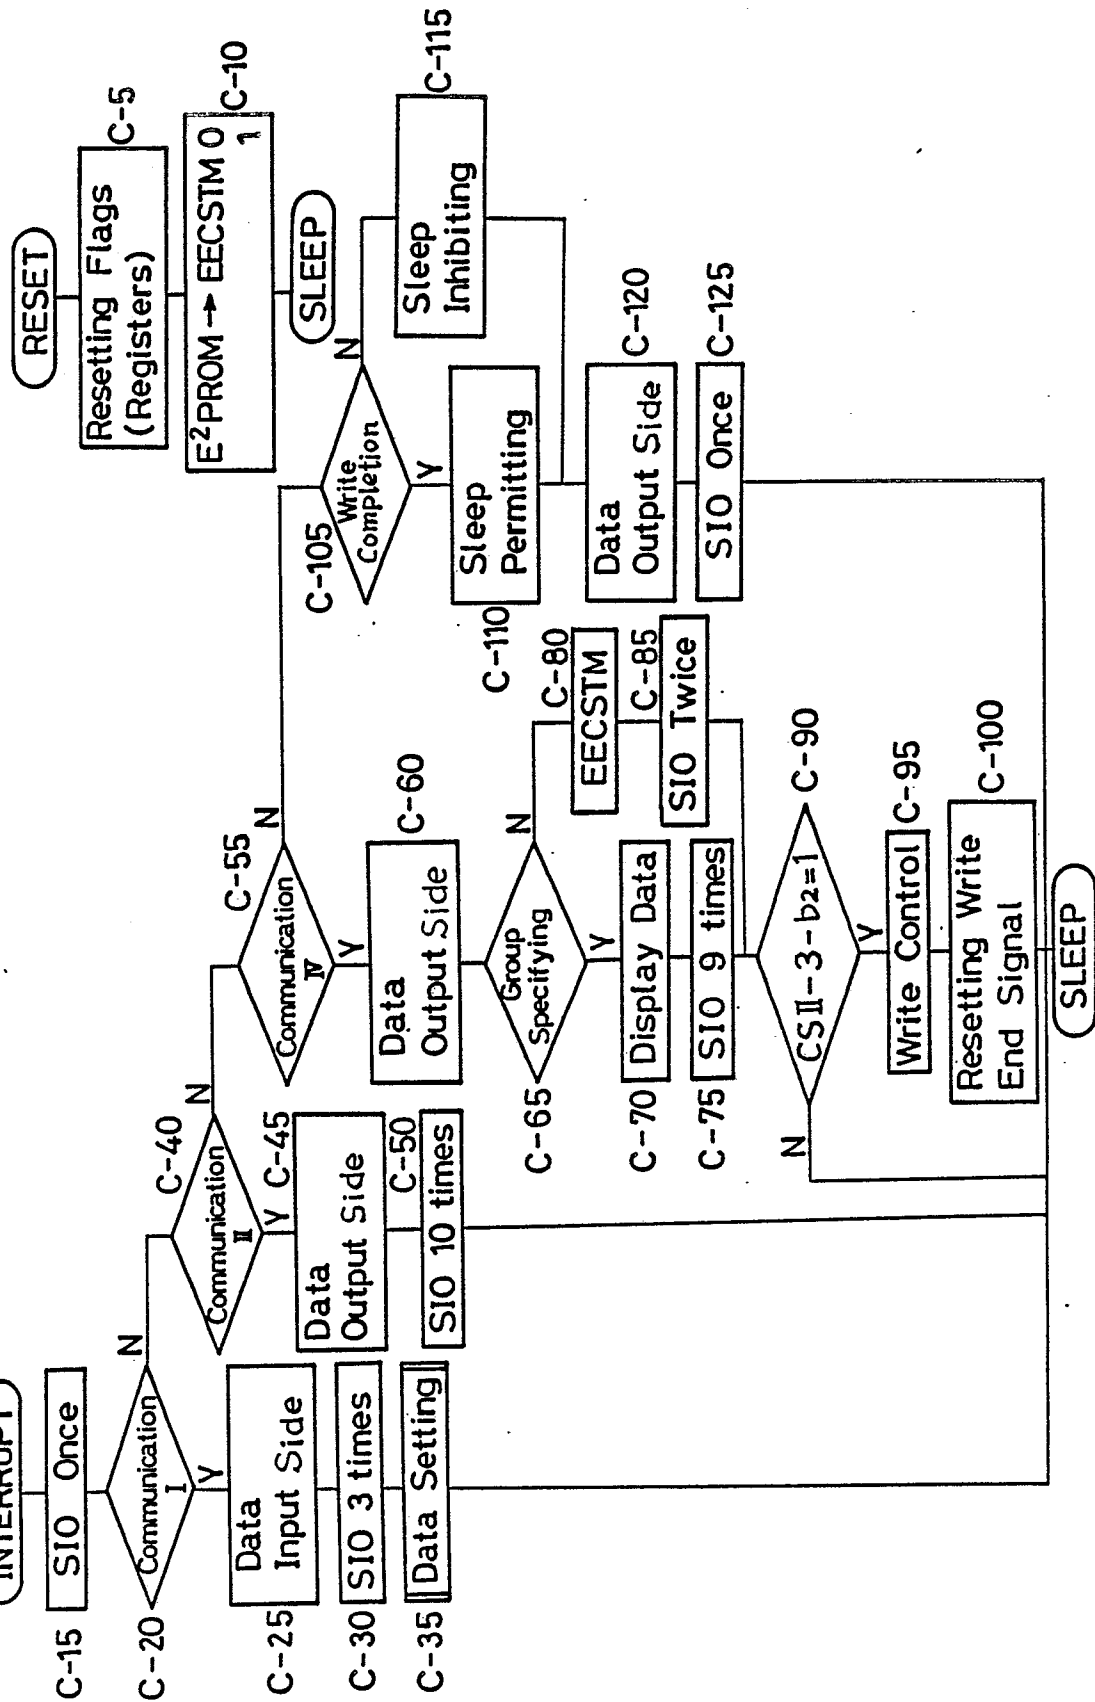 RESET
Resetting Flags
(Registers)
C-5
E²PROM → EECSTM 0
1
C-10
SLEEP
INTERRUPT
C-15
SIO Once
C-20
Communication
I
N
Y
C-25
Data
Input Side
C-30
SIO 3 times
C-35
Data Setting
C-40
Communication
II
N
Y
C-45
Data
Output Side
C-50
SIO 10 times
C-55
Communication
IV
N
Y
C-60
Data
Output Side
C-65
Group
Specifying
N
Y
C-70
Display Data
C-75
SIO 9 times
C-80
EECSTM
C-85
SIO Twice
C-90
CSII-3-b2=1
N
Y
C-95
Write Control
C-100
Resetting Write
End Signal
C-105
Write
Completion
N
Y
C-110
Sleep
Permitting
C-115
Sleep
Inhibiting
C-120
Data
Output Side
C-125
SIO Once
SLEEP